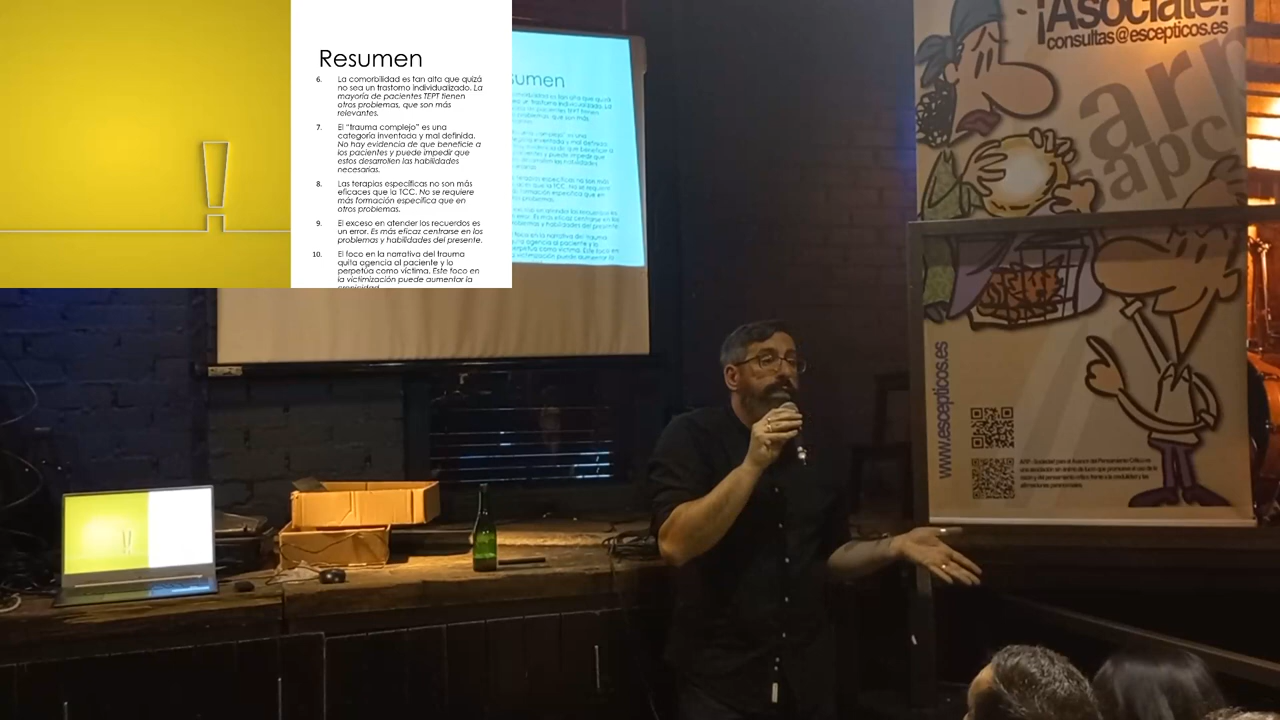 Resumen
6. La comorbilidad es tan alta que quizá
no sea un trastorno individualizado. La
mayoría de pacientes TEPT tienen
otros problemas, que son más
relevantes.
7. El "trauma complejo" es una
categoría inventada y mal definida.
No hay evidencia de que beneficie a
los pacientes y puede impedir que
estos desarrollen las habilidades
necesarias.
8. Las terapias específicas no son más
eficaces que la TCC. No se requiere
más formación específica que en
otros problemas.
9. El exceso en atender los recuerdos es
un error. Es más eficaz centrarse en los
problemas y habilidades del presente.
10. El foco en la narrativa del trauma
quita agencia al paciente y lo
perpetúa como víctima. Este foco en
la victimización puede aumentar la
sumen
¡Asóciate!
consultas@escepticos.es
arp
sapc
www.escepticos.es